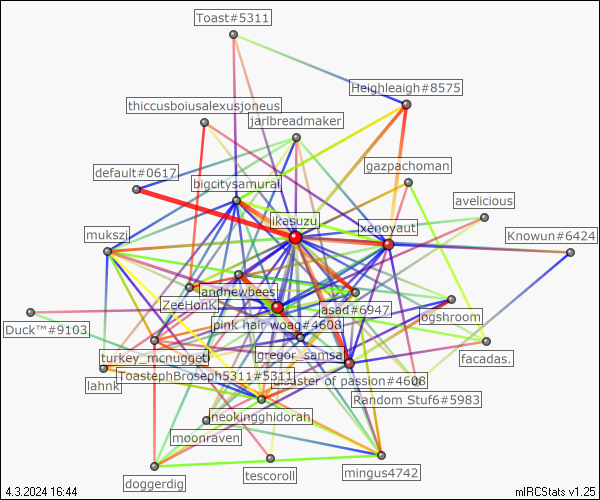 Toast#5311
Heighleaigh#8575
thiccusboiusalexusjoneus
jarlbreadmaker
gazpachoman
default#0617
bigcitysamurai
avelicious
ikasuzu
xenoyaut
mukszi
Knowun#6424
andnewbees
ZeeHonK
asad#6947
ogshroom
Duck™#9103
pink hair woag#4608
turkey_mcnugget
gregor_samsa
facadas.
ToastephBroseph5311#5311
disaster of passion#4608
lahnk
Random Stuf6#5983
neokingghidorah
moonraven
doggerdig
tescoroll
mingus4742
4.3.2024 16:44
mIRCStats v1.25